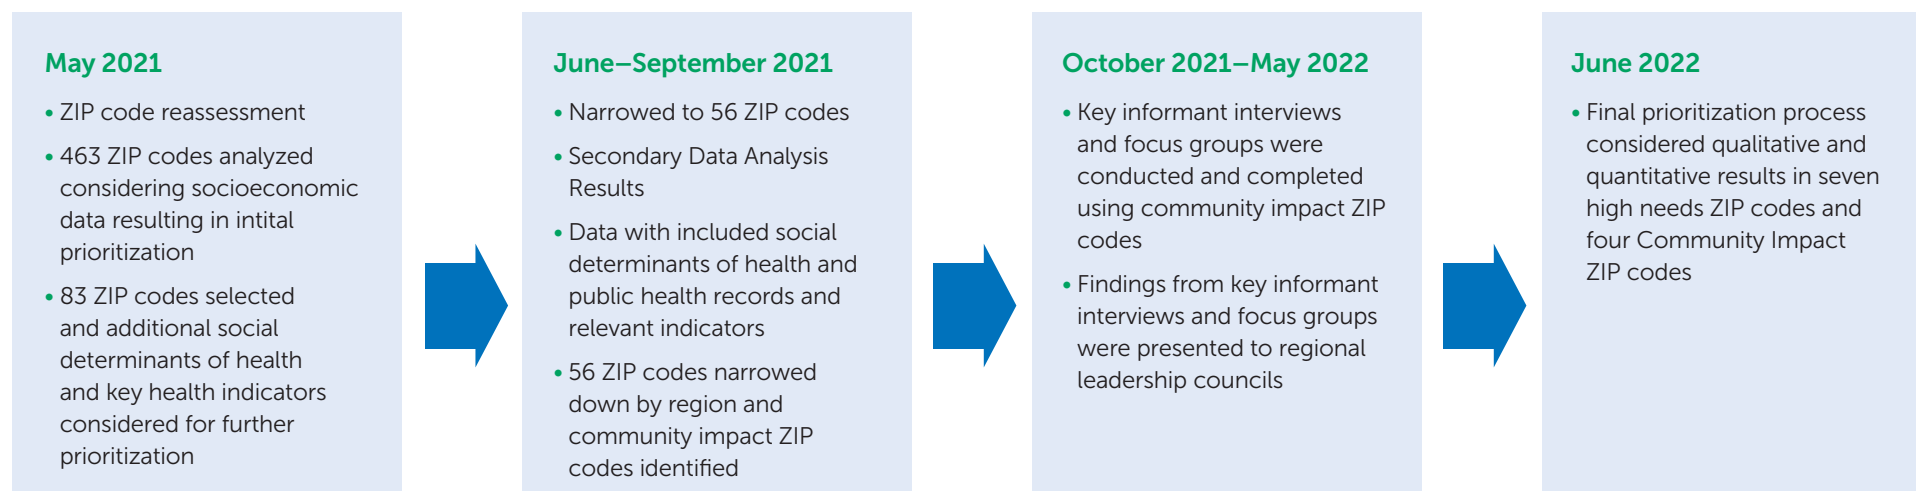 May 2021
• ZIP code reassessment
• 463 ZIP codes analyzed
considering socioeconomic
data resulting in intital
prioritization
• 83 ZIP codes selected
and additional social
determinants of health
and key health indicators
considered for further
prioritization
June–September 2021
• Narrowed to 56 ZIP codes
• Secondary Data Analysis
Results
• Data with included social
determinants of health and
public health records and
relevant indicators
• 56 ZIP codes narrowed
down by region and
community impact ZIP
codes identified
October 2021–May 2022
• Key informant interviews
and focus groups were
conducted and completed
using community impact ZIP
codes
• Findings from key informant
interviews and focus groups
were presented to regional
leadership councils
June 2022
• Final prioritization process
considered qualitative and
quantitative results in seven
high needs ZIP codes and
four Community Impact
ZIP codes